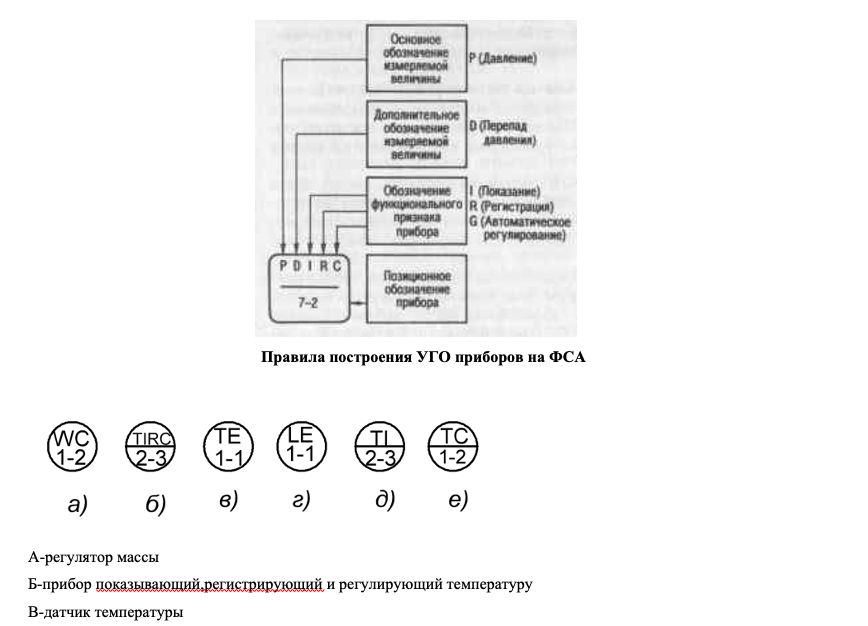 Основное
обозначение
измеряемой
величины
P (Давление)
Дополнительное
обозначение
измеряемой
величины
D (Перепад
давления)
Обозначение
функционального
признака
прибора
I (Показание)
R (Регистрация)
G (Автоматическое
регулирование)
P D I R C
7–2
Позиционное
обозначение
прибора
Правила построения УГО приборов на ФСА
WC TIRC TE LE TI TC
1-2 2-3 1-1 1-1 2-3 1-2
а) б) в) г) д) е)
А-регулятор массы
Б-прибор показывающий,регистрирующий и регулирующий температуру
В-датчик температуры